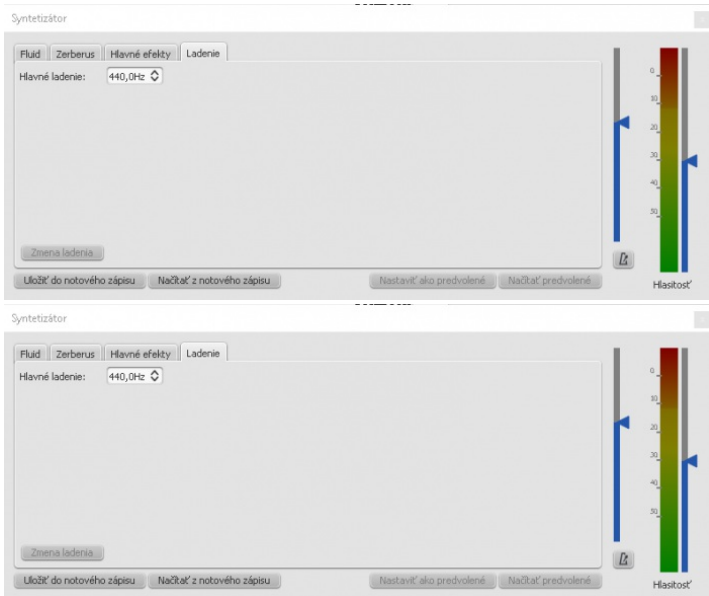 Syntetizátor
Fluid Zerberus Hlavné efekty Ladenie
Hlavné ladenie: 440,0Hz
0
10
20
30
40
50
Zmena ladenia
Uložiť do notového zápisu Načítať z notového zápisu Nastaviť ako predvolené Načítať predvolené
Hlasitosť
Syntetizátor
Fluid Zerberus Hlavné efekty Ladenie
Hlavné ladenie: 440,0Hz
0
10
20
30
40
50
Zmena ladenia
Uložiť do notového zápisu Načítať z notového zápisu Nastaviť ako predvolené Načítať predvolené
Hlasitosť